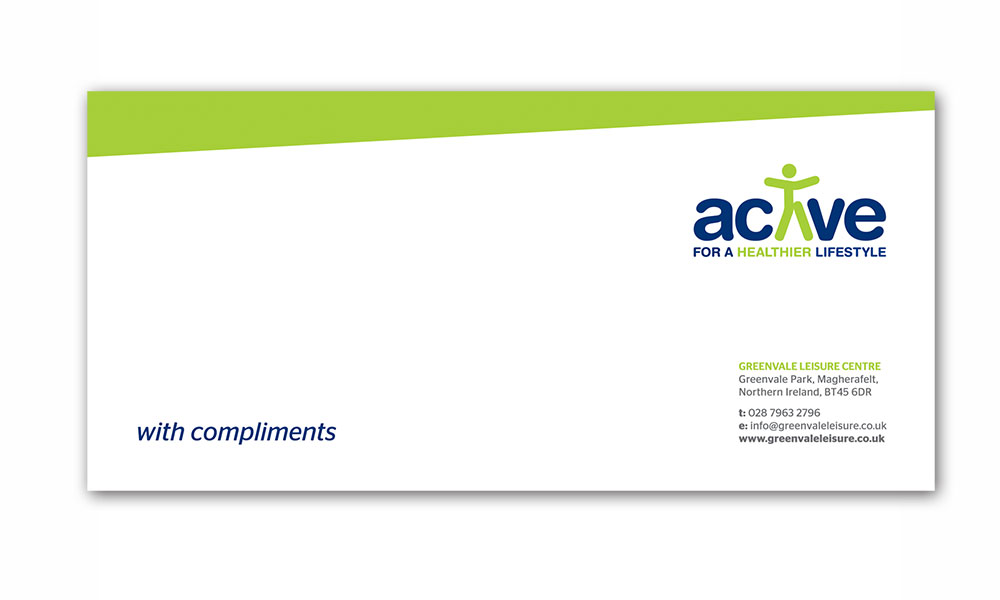 active
FOR A HEALTHIER LIFESTYLE
GREENVALE LEISURE CENTRE
Greenvale Park, Magherafelt,
Northern Ireland, BT45 6DR
t: 028 7963 2796
e: info@greenvaleleisure.co.uk
www.greenvaleleisure.co.uk
with compliments